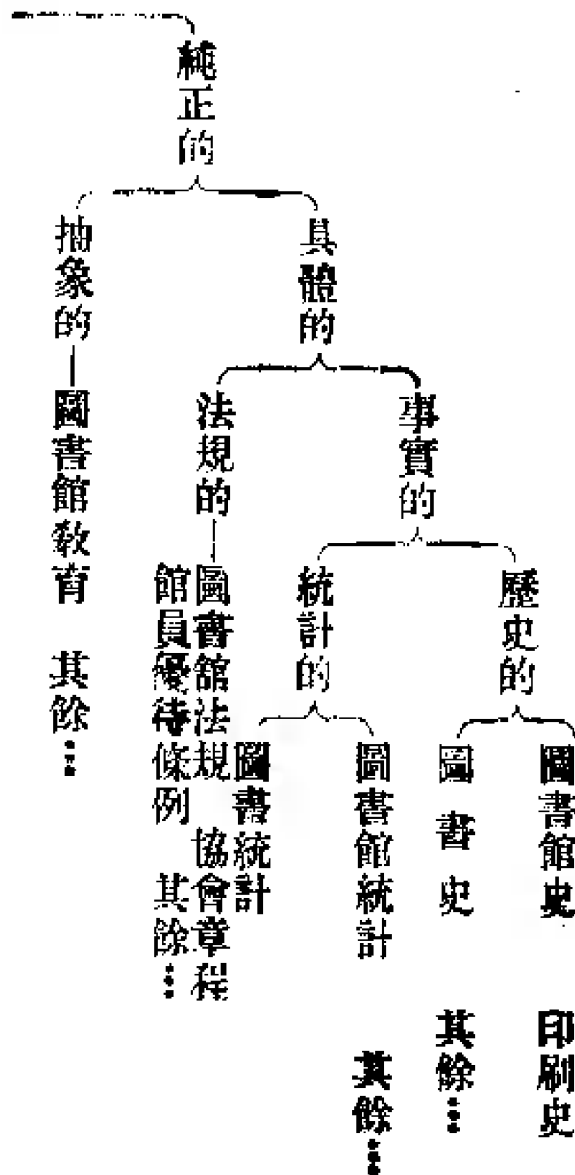 純正的
具體的
事實的
歷史的
圖書館史　印刷史
圖書史　其餘…
統計的
圖書館統計　其餘…
圖書統計
法規的—圖書館法規　協會章程
館員優待條例　其餘…
抽象的—圖書館教育　其餘…